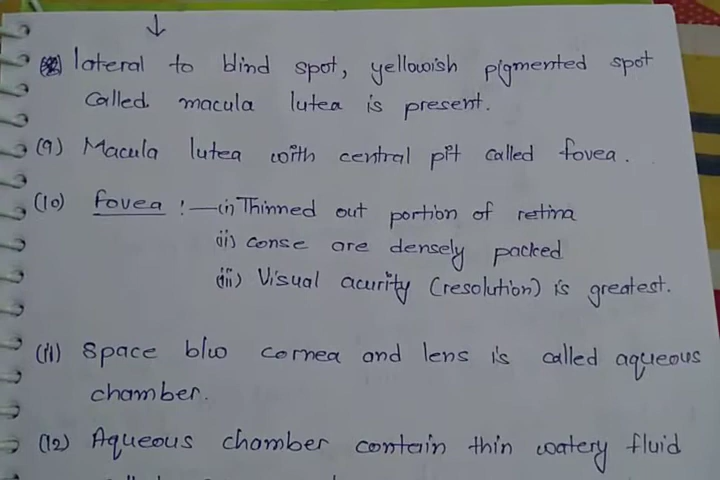 lateral to blind spot, yellowish pigmented spot
called. macula lutea is present.
(9) Macula lutea with central pit called fovea.
(10) fovea :— (i) Thinned out portion of retina
(ii) conse are densely packed
(iii) Visual acurity (resolution) is greatest.
(11) space b/w cornea and lens is called aqueous
chamber.
(12) Aqueous chamber contain thin watery fluid